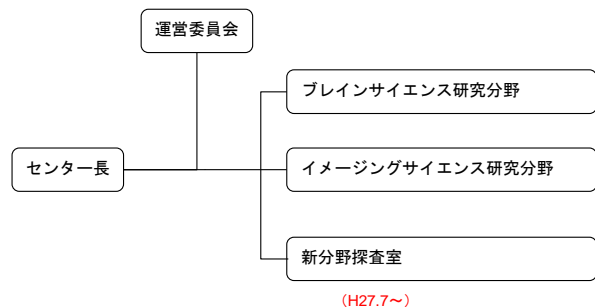 運営委員会
ブレインサイエンス研究分野
センター長
イメージングサイエンス研究分野
新分野探査室
（H27.7～）